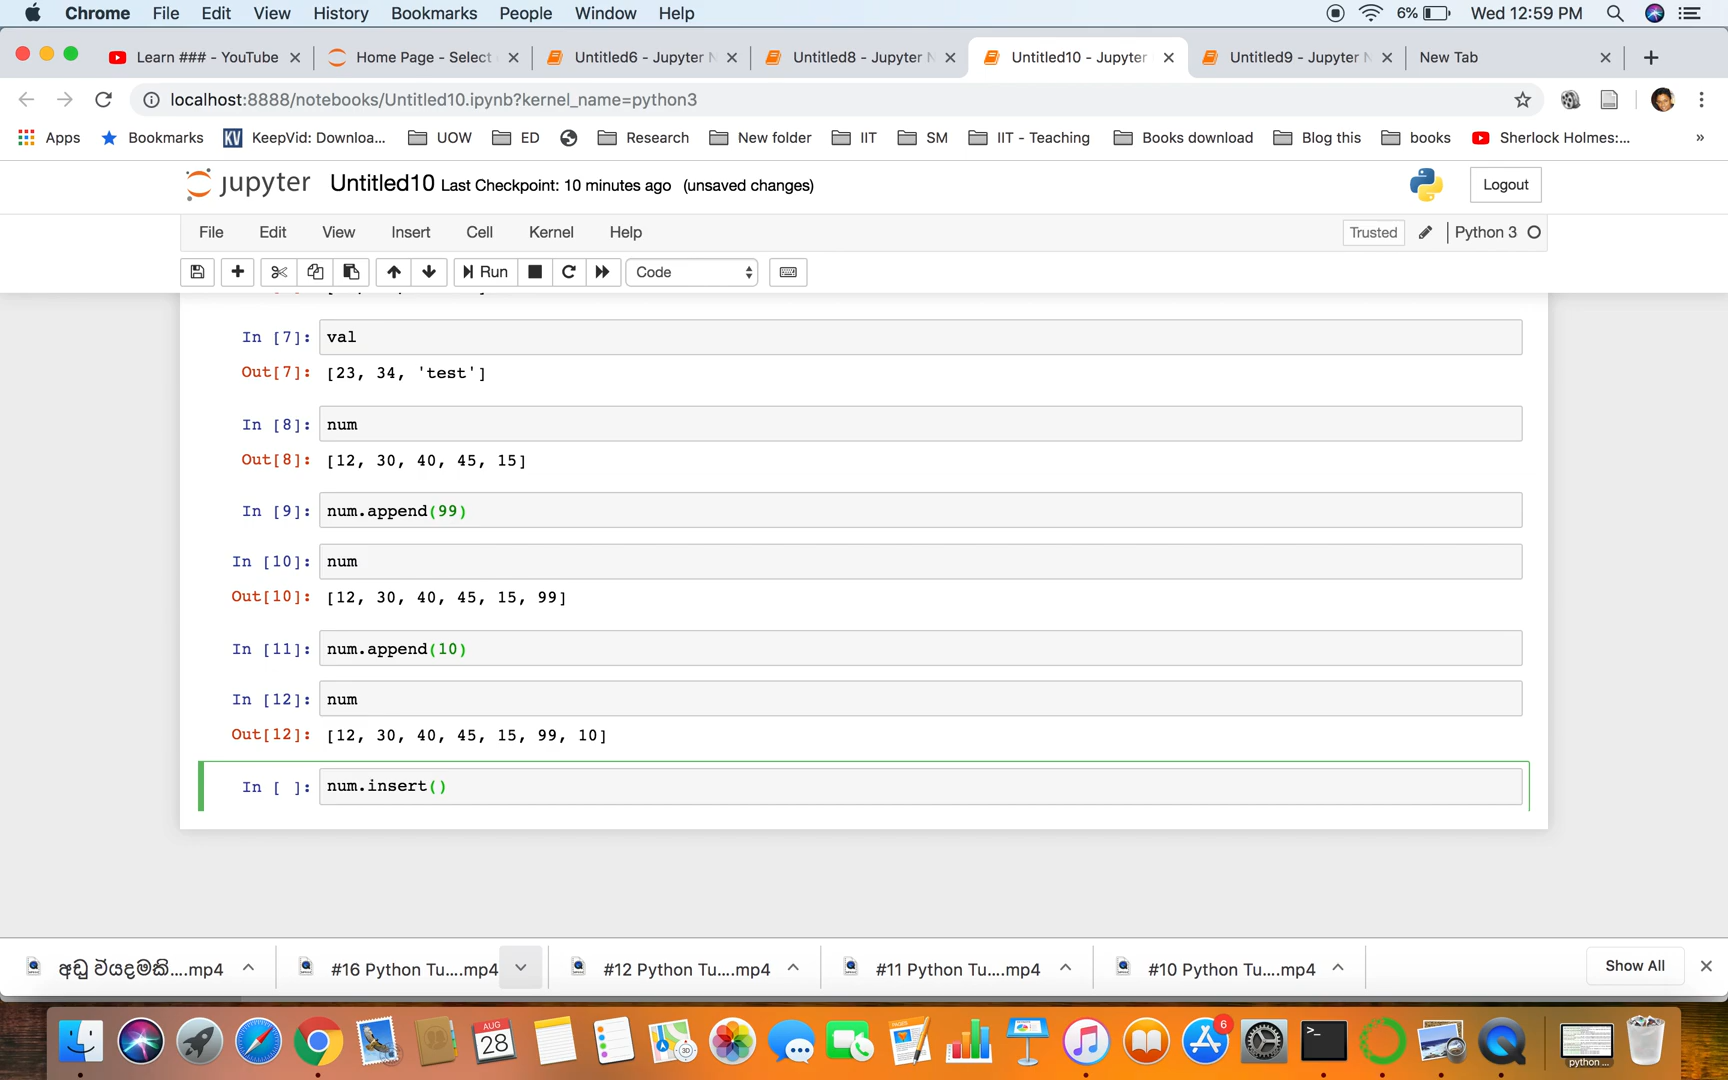 Chrome File Edit View History Bookmarks People Window Help 6% Wed 12:59 PM
Learn ### - YouTube Home Page - Select Untitled6 - Jupyter Untitled8 - Jupyter Untitled10 - Jupyter Untitled9 - Jupyter New Tab
localhost:8888/notebooks/Untitled10.ipynb?kernel_name=python3
Apps Bookmarks KV KeepVid: Downloa... UOW ED Research New folder IIT SM IIT - Teaching Books download Blog this books Sherlock Holmes:... »
jupyter Untitled10 Last Checkpoint: 10 minutes ago (unsaved changes) Logout
File Edit View Insert Cell Kernel Help Trusted Python 3
Run Code
In [7]: val
Out[7]: [23, 34, 'test']
In [8]: num
Out[8]: [12, 30, 40, 45, 15]
In [9]: num.append(99)
In [10]: num
Out[10]: [12, 30, 40, 45, 15, 99]
In [11]: num.append(10)
In [12]: num
Out[12]: [12, 30, 40, 45, 15, 99, 10]
In [ ]: num.insert()
අඩු වියදමකි....mp4 #16 Python Tu....mp4 #12 Python Tu....mp4 #11 Python Tu....mp4 #10 Python Tu....mp4 Show All
AUG
28
PAGES
3D
6
>_
python ...